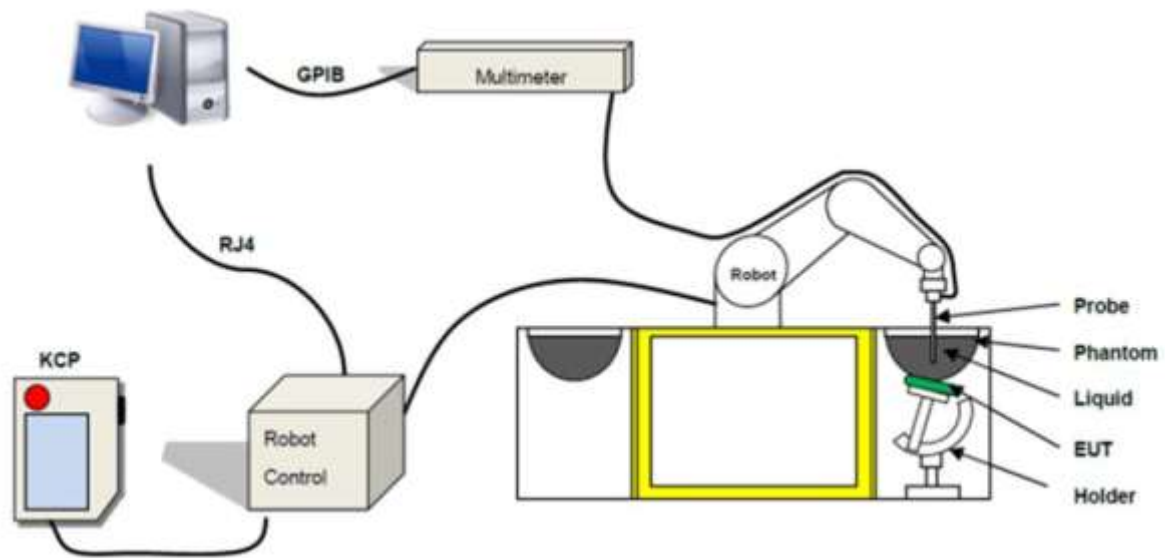 GPIB
Multimeter
RJ4
Robot
Probe
Phantom
Liquid
EUT
Holder
KCP
Robot
Control